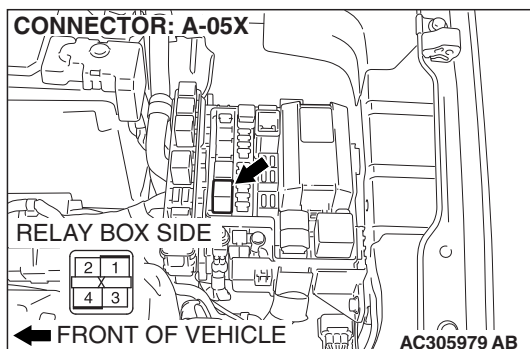 CONNECTOR: A-05X
RELAY BOX SIDE
2 1
X
4 3
FRONT OF VEHICLE
AC305979 AB